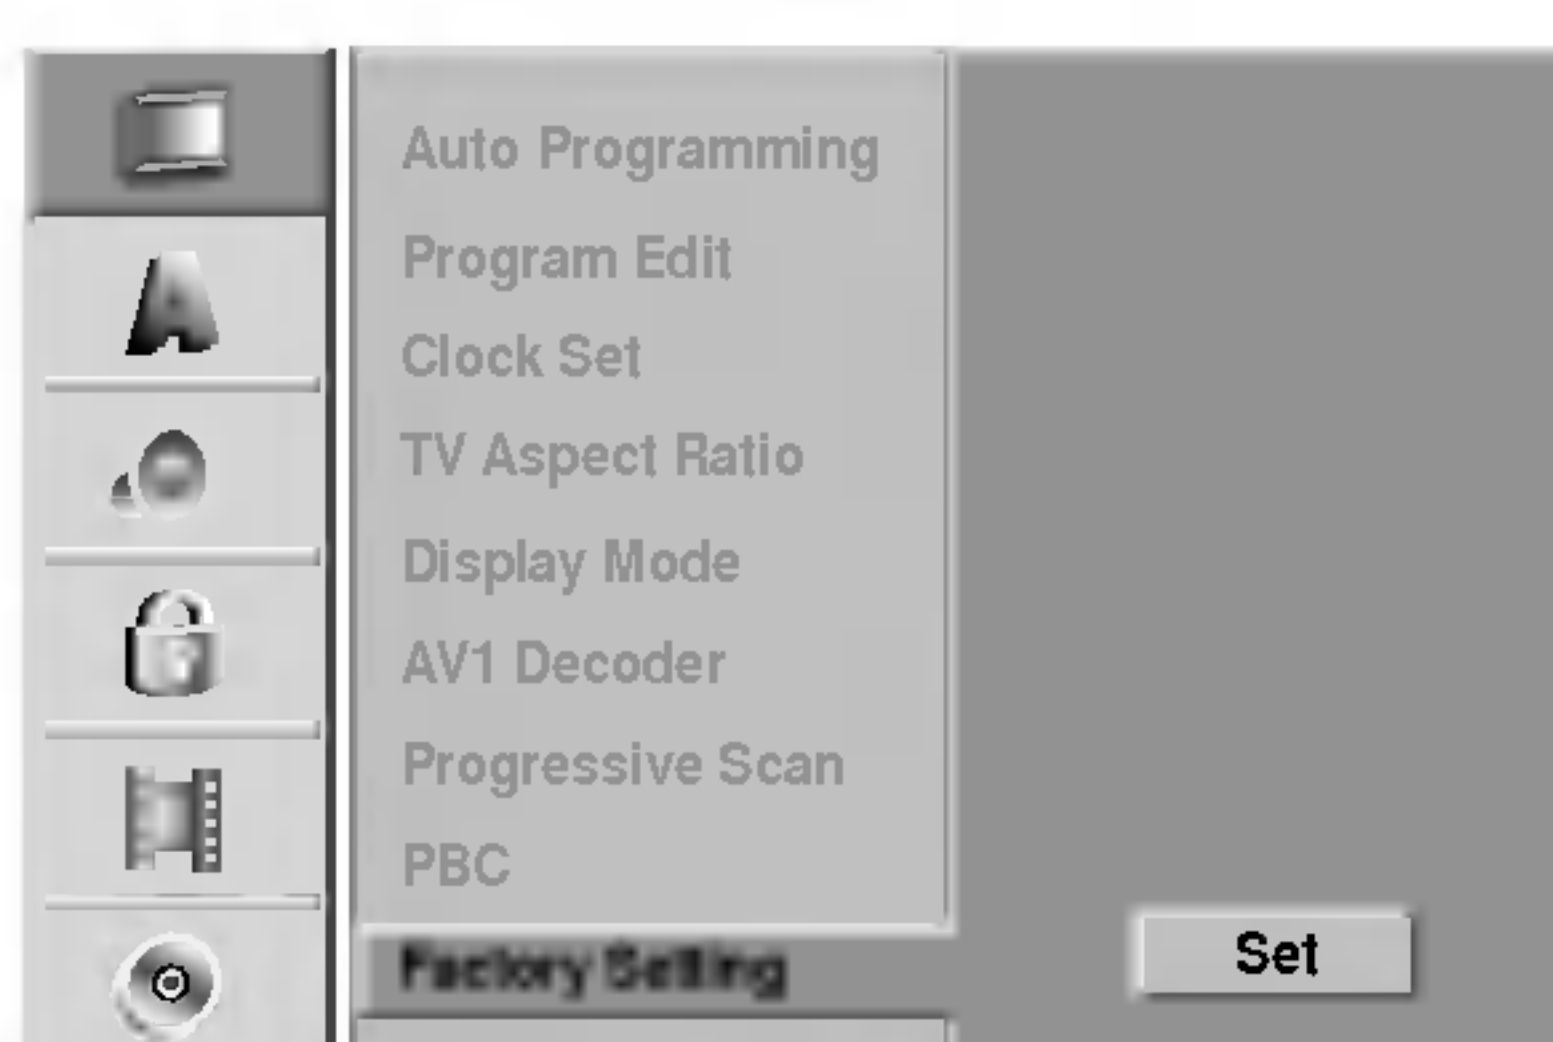 Auto Programming
Program Edit
Clock Set
TV Aspect Ratio
Display Mode
AV1 Decoder
Progressive Scan
PBC
Factory Setting
Set